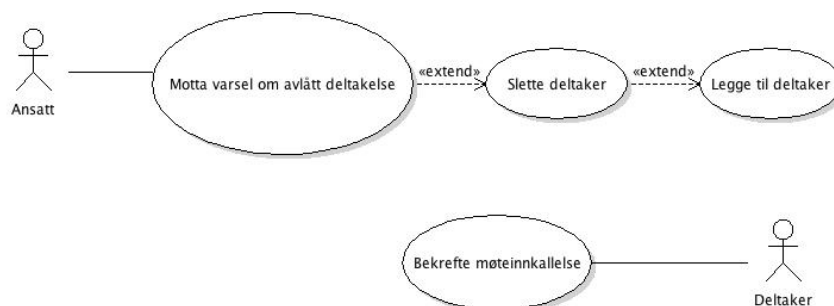 Ansatt
Motta varsel om avlått deltakelse
«extend»
Slette deltaker
«extend»
Legge til deltaker
Bekrefte møteinnkallelse
Deltaker